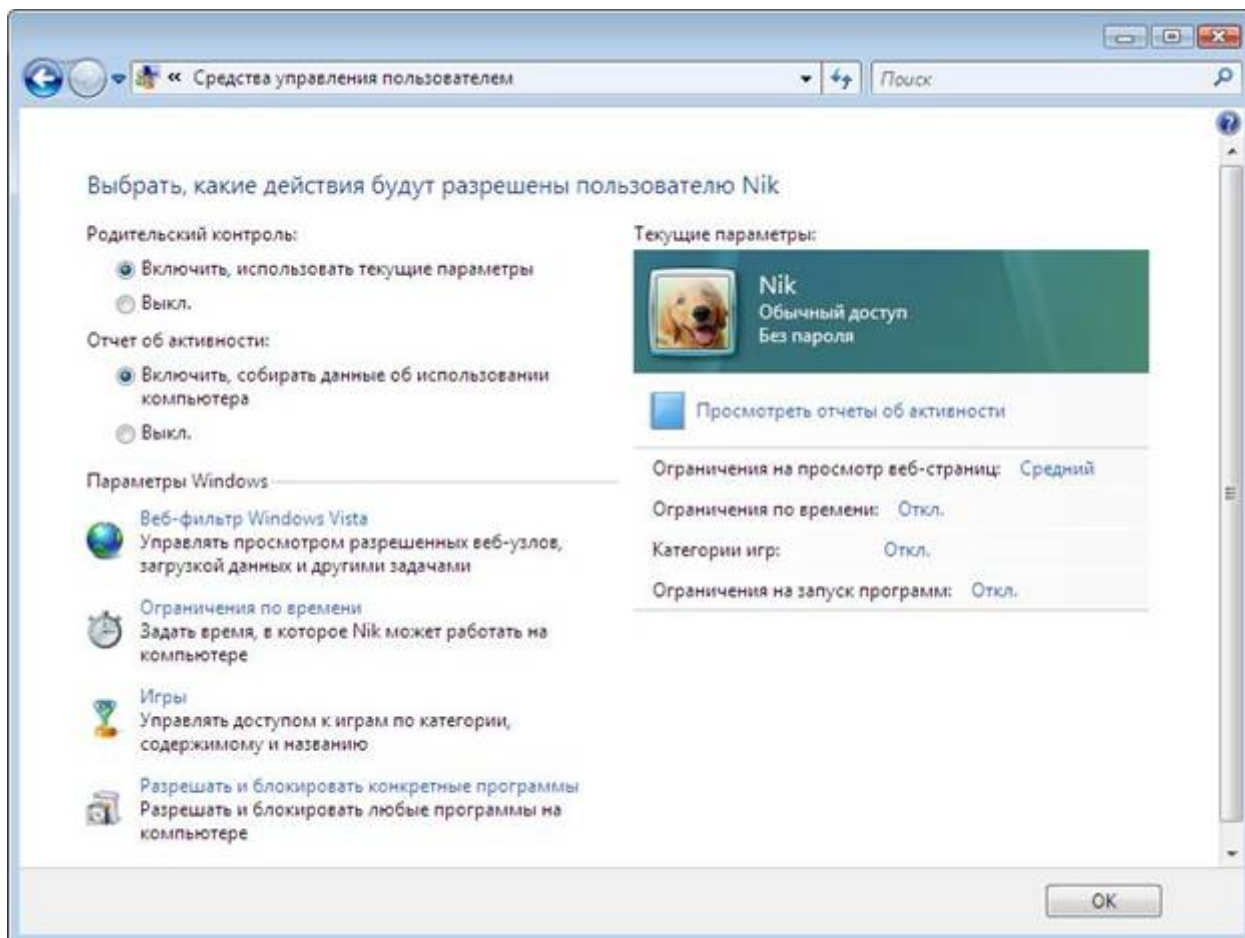 « Средства управления пользователем
Поиск
Выбрать, какие действия будут разрешены пользователю Nik
Родительский контроль:
Включить, использовать текущие параметры
Выкл.
Отчет об активности:
Включить, собирать данные об использовании
компьютера
Выкл.
Параметры Windows
Веб-фильтр Windows Vista
Управлять просмотром разрешенных веб-узлов,
загрузкой данных и другими задачами
Ограничения по времени
Задать время, в которое Nik может работать на
компьютере
Игры
Управлять доступом к играм по категории,
содержимому и названию
Разрешать и блокировать конкретные программы
Разрешать и блокировать любые программы на
компьютере
Текущие параметры:
Nik
Обычный доступ
Без пароля
Просмотреть отчеты об активности
Ограничения на просмотр веб-страниц: Средний
Ограничения по времени: Откл.
Категории игр: Откл.
Ограничения на запуск программ: Откл.
OK